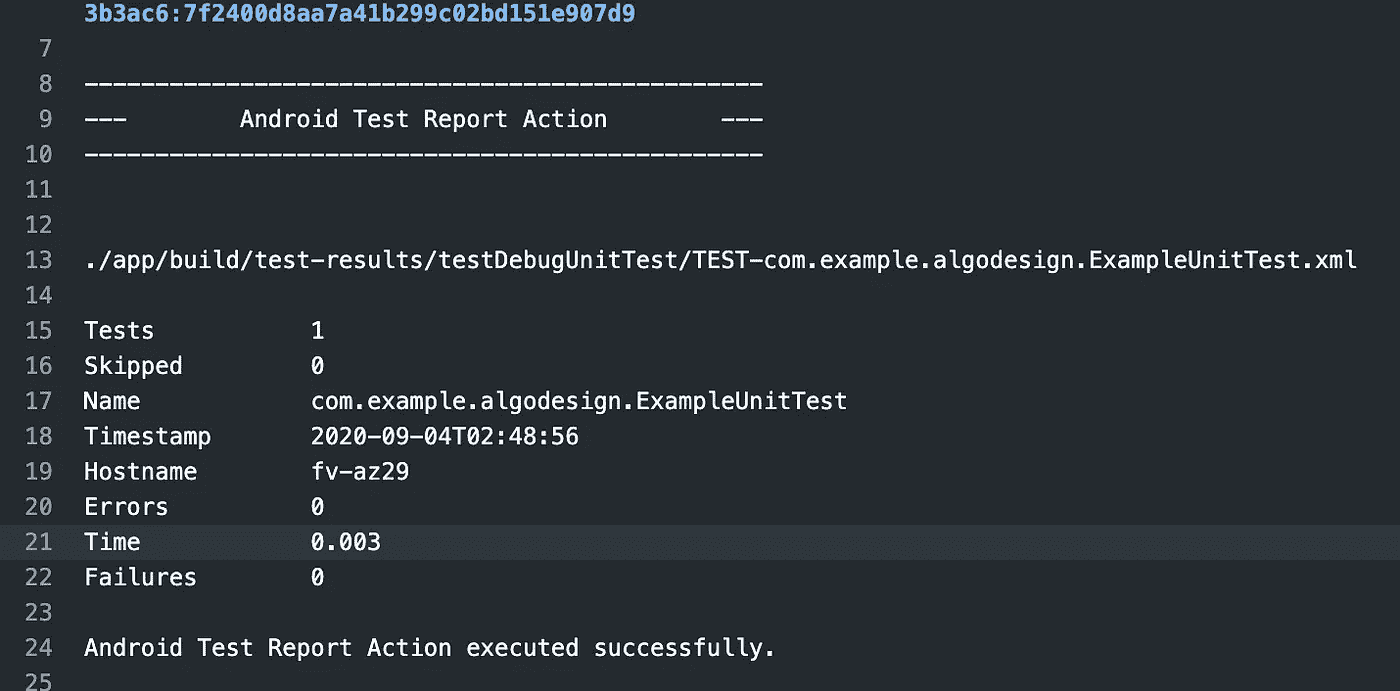 3b3ac6:7f2400d8aa7a41b299c02bd151e907d9
7
8 ------------------------------------------------
9 ---        Android Test Report Action        ---
10 ------------------------------------------------
11
12
13 ./app/build/test-results/testDebugUnitTest/TEST-com.example.algodesign.ExampleUnitTest.xml
14
15 Tests           1
16 Skipped         0
17 Name            com.example.algodesign.ExampleUnitTest
18 Timestamp       2020-09-04T02:48:56
19 Hostname        fv-az29
20 Errors          0
21 Time            0.003
22 Failures        0
23
24 Android Test Report Action executed successfully.
25